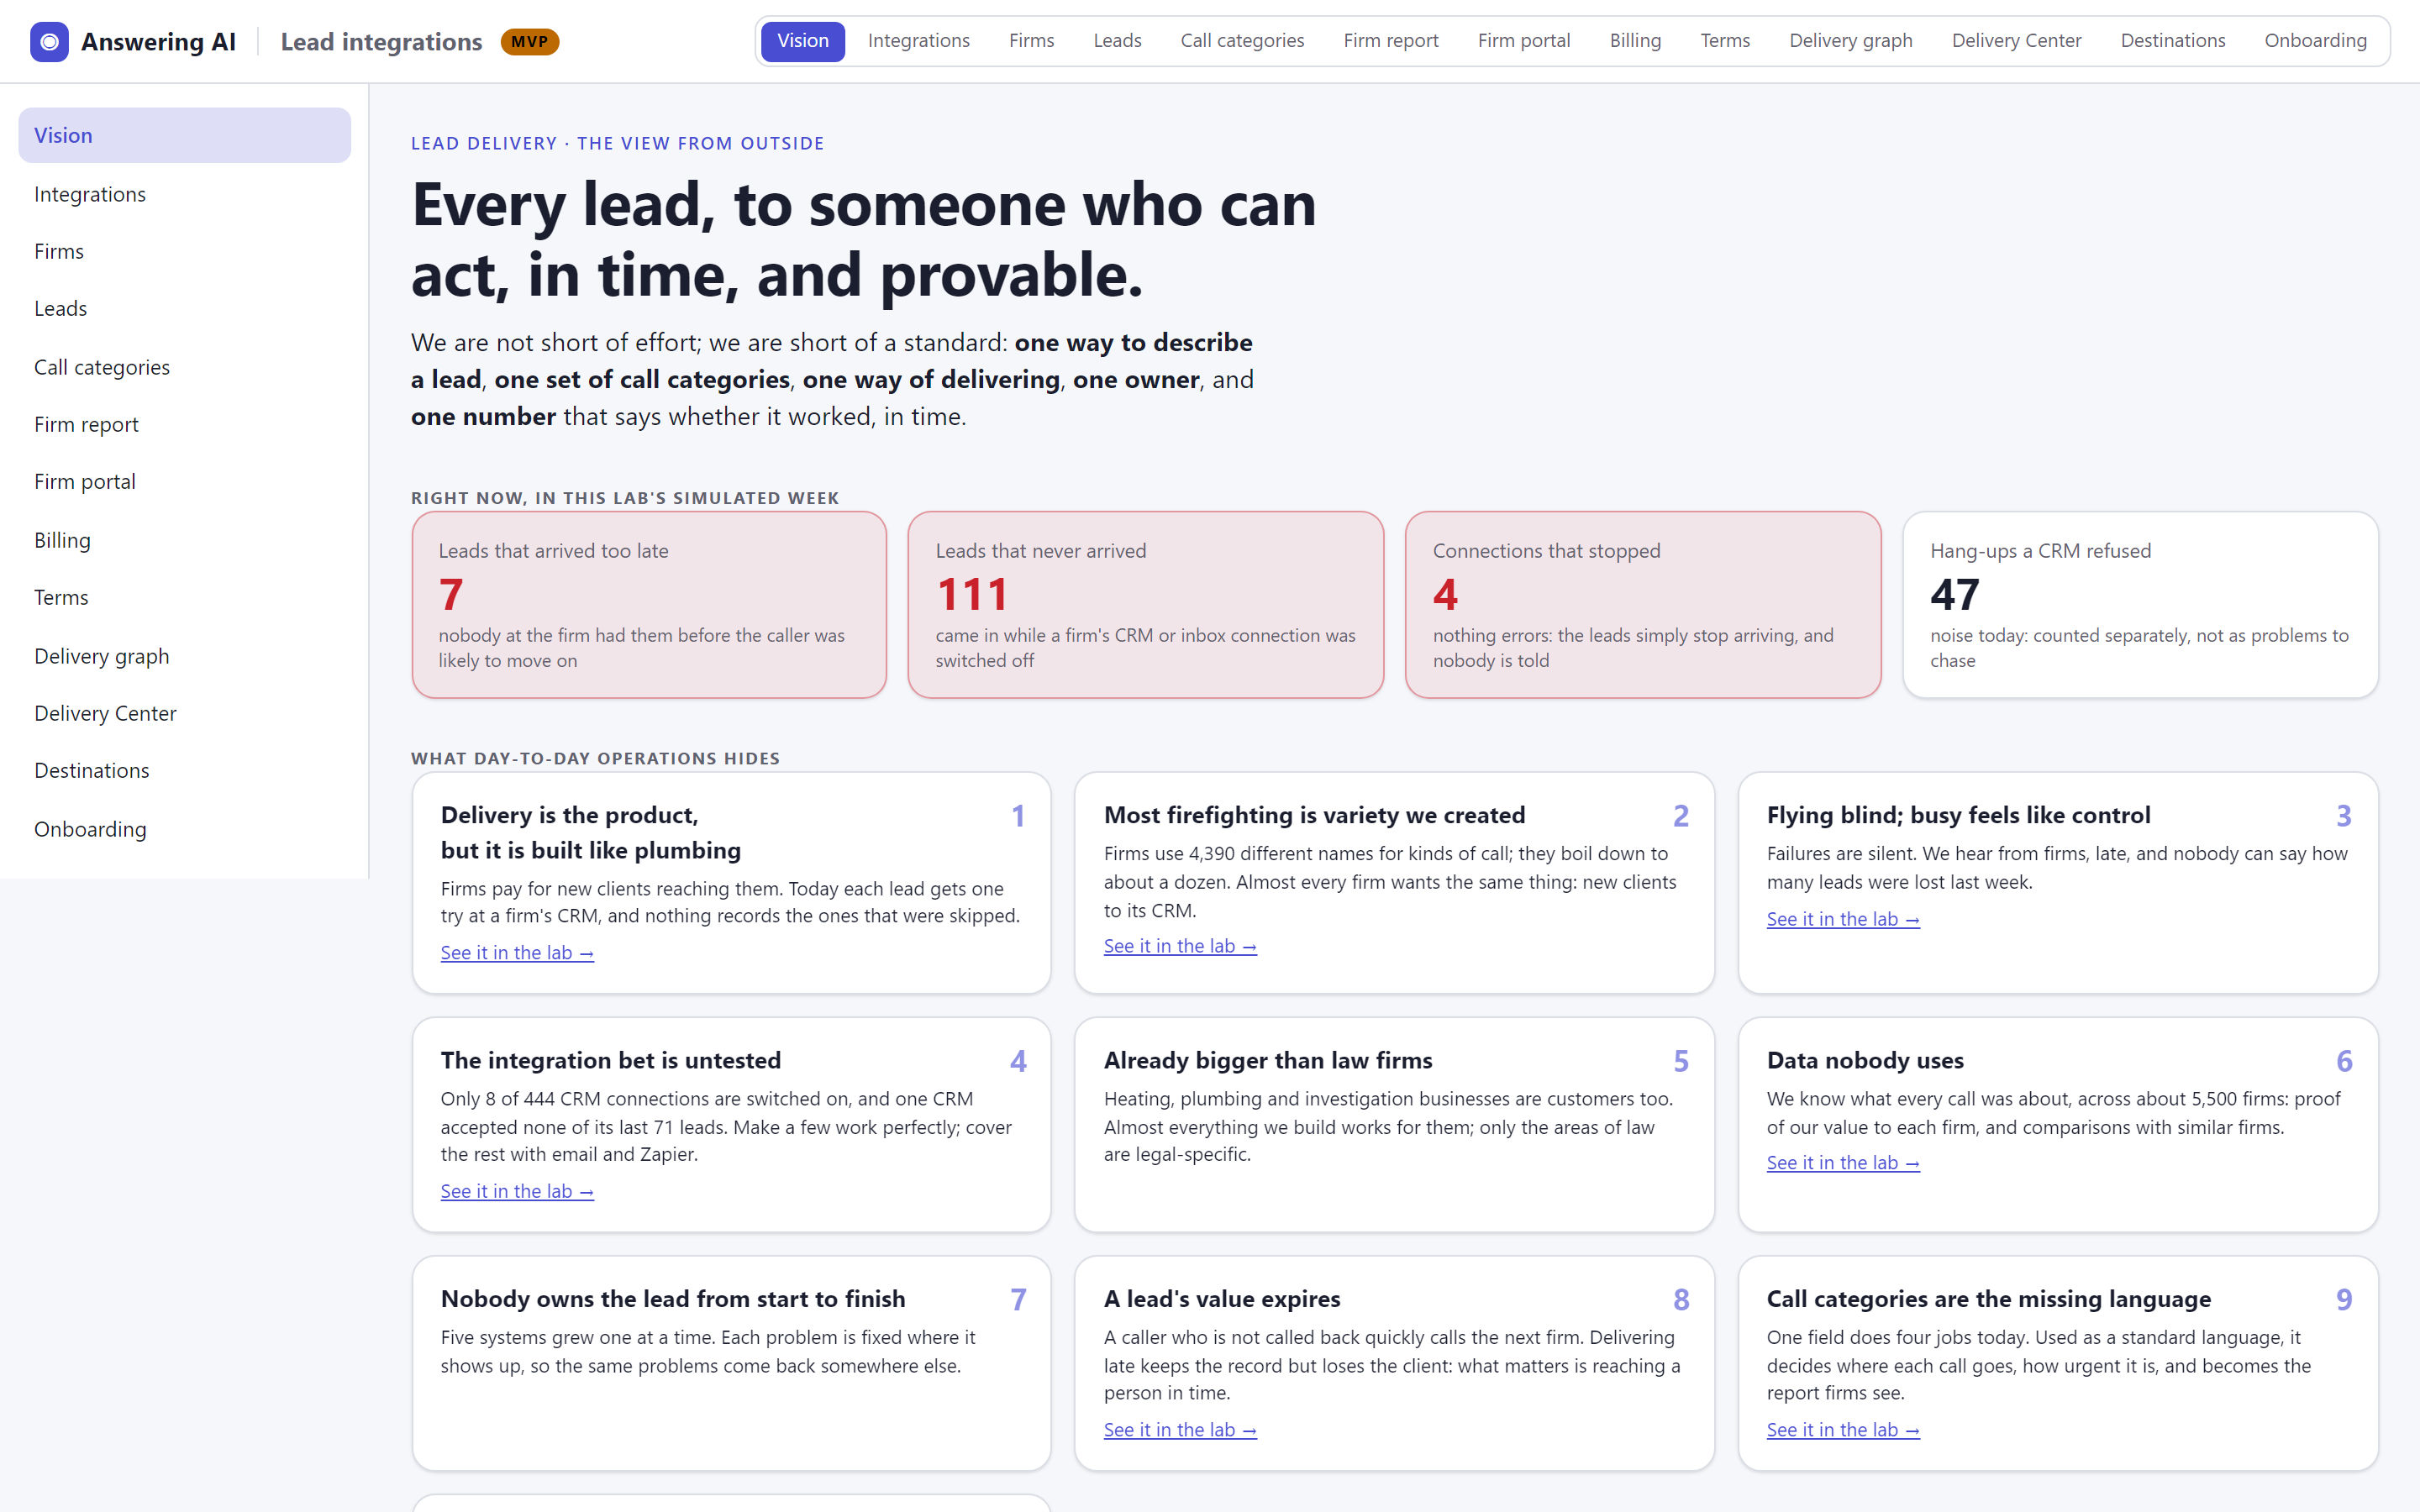 Answering AI
Lead integrations
MVP
Vision
Integrations
Firms
Leads
Call categories
Firm report
Firm portal
Billing
Terms
Delivery graph
Delivery Center
Destinations
Onboarding
Vision
Integrations
Firms
Leads
Call categories
Firm report
Firm portal
Billing
Terms
Delivery graph
Delivery Center
Destinations
Onboarding
LEAD DELIVERY · THE VIEW FROM OUTSIDE
Every lead, to someone who can
act, in time, and provable.
We are not short of effort; we are short of a standard: one way to describe
a lead, one set of call categories, one way of delivering, one owner, and
one number that says whether it worked, in time.
RIGHT NOW, IN THIS LAB'S SIMULATED WEEK
Leads that arrived too late
7
nobody at the firm had them before the caller was
likely to move on
Leads that never arrived
111
came in while a firm's CRM or inbox connection was
switched off
Connections that stopped
4
nothing errors: the leads simply stop arriving, and
nobody is told
Hang-ups a CRM refused
47
noise today: counted separately, not as problems to
chase
WHAT DAY-TO-DAY OPERATIONS HIDES
Delivery is the product,
but it is built like plumbing
1
Firms pay for new clients reaching them. Today each lead gets one
try at a firm's CRM, and nothing records the ones that were skipped.
See it in the lab →
Most firefighting is variety we created
2
Firms use 4,390 different names for kinds of call; they boil down to
about a dozen. Almost every firm wants the same thing: new clients
to its CRM.
See it in the lab →
Flying blind; busy feels like control
3
Failures are silent. We hear from firms, late, and nobody can say how
many leads were lost last week.
See it in the lab →
The integration bet is untested
4
Only 8 of 444 CRM connections are switched on, and one CRM
accepted none of its last 71 leads. Make a few work perfectly; cover
the rest with email and Zapier.
See it in the lab →
Already bigger than law firms
5
Heating, plumbing and investigation businesses are customers too.
Almost everything we build works for them; only the areas of law
are legal-specific.
Data nobody uses
6
We know what every call was about, across about 5,500 firms: proof
of our value to each firm, and comparisons with similar firms.
See it in the lab →
Nobody owns the lead from start to finish
7
Five systems grew one at a time. Each problem is fixed where it
shows up, so the same problems come back somewhere else.
A lead's value expires
8
A caller who is not called back quickly calls the next firm. Delivering
late keeps the record but loses the client: what matters is reaching a
person in time.
See it in the lab →
Call categories are the missing language
9
One field does four jobs today. Used as a standard language, it
decides where each call goes, how urgent it is, and becomes the
report firms see.
See it in the lab →